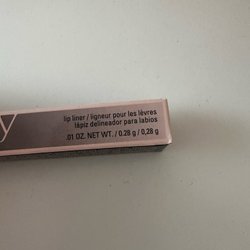 y
lip liner / ligneur pour les lèvres
lápiz delineador para labios
.01 OZ. NET WT. / 0.28 g / 0,28 g